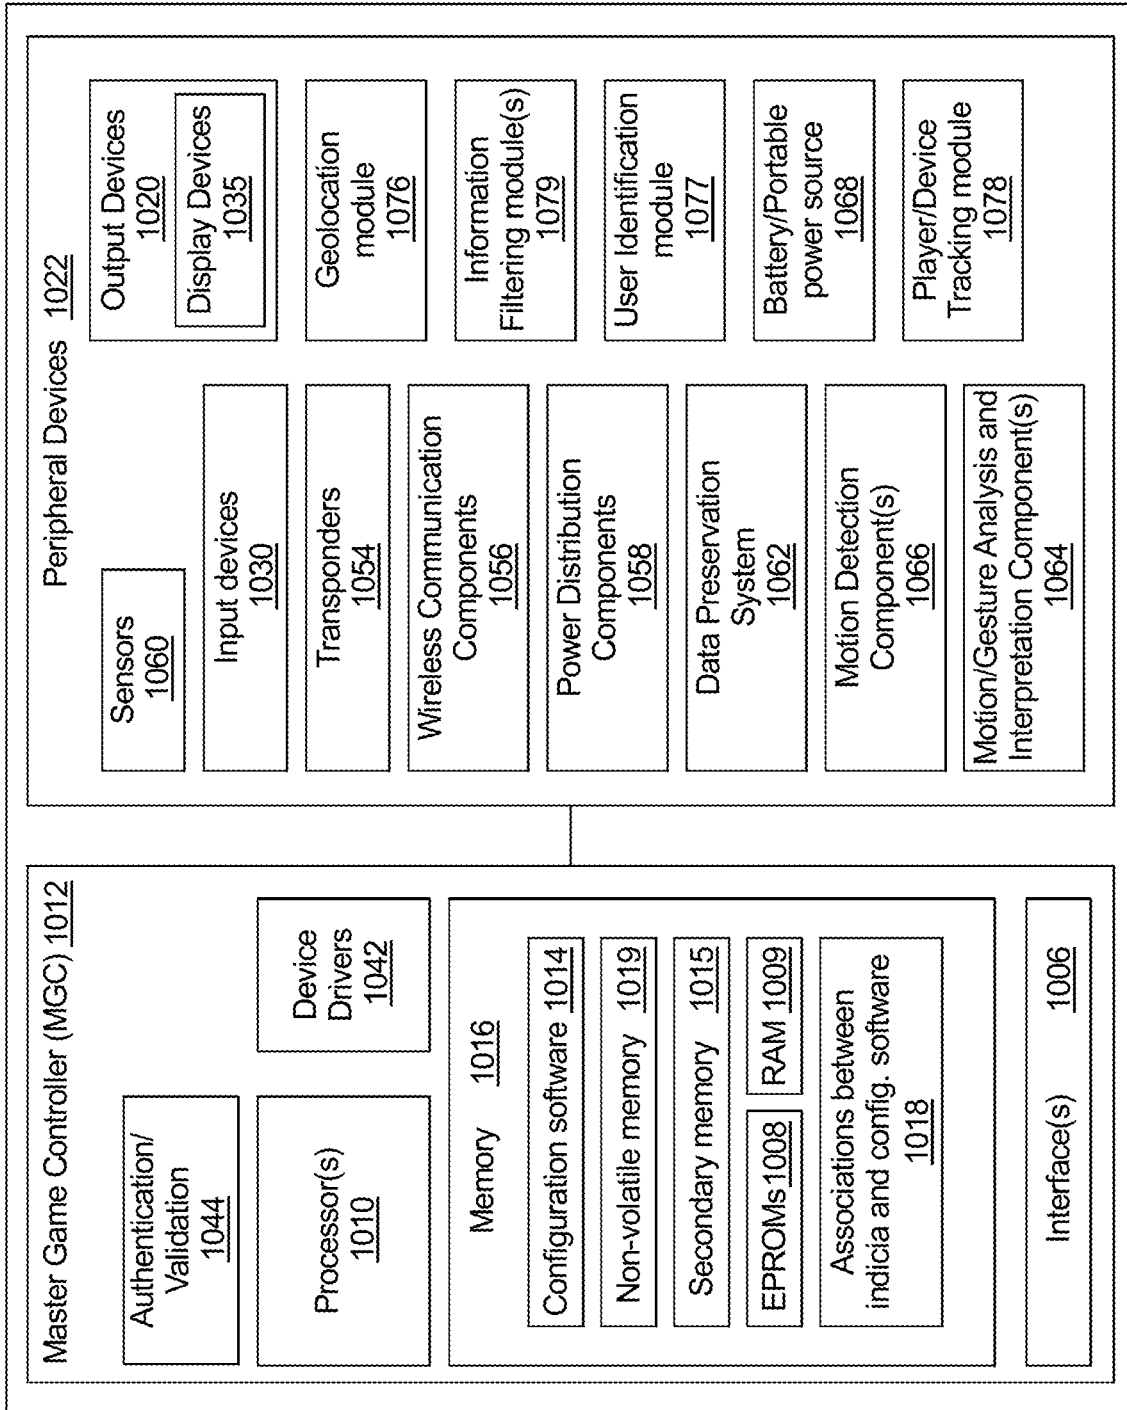 Master Game Controller (MGC) 1012
Authentication/
Validation
1044
Processor(s)
1010
Device
Drivers
1042
Memory 1016
Configuration software 1014
Non-volatile memory 1019
Secondary memory 1015
EPROMs 1008
RAM 1009
Associations between
indicia and config. software
1018
Interface(s) 1006
Peripheral Devices 1022
Sensors
1060
Input devices
1030
Transponders
1054
Wireless Communication
Components
1056
Power Distribution
Components
1058
Data Preservation
System
1062
Motion Detection
Component(s)
1066
Motion/Gesture Analysis and
Interpretation Component(s)
1064
Output Devices
1020
Display Devices
1035
Geolocation
module
1076
Information
Filtering module(s)
1079
User Identification
module
1077
Battery/Portable
power source
1068
Player/Device
Tracking module
1078